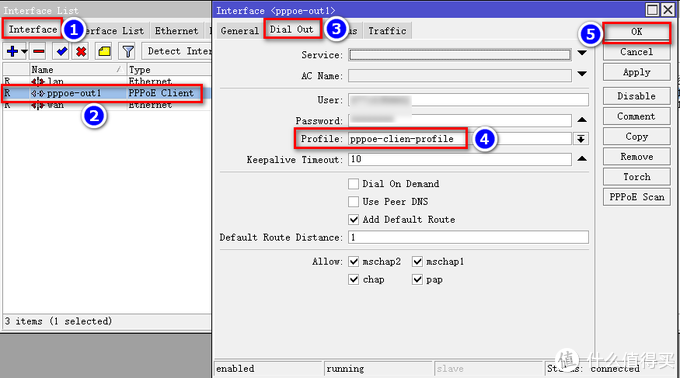 Interface List
Interface <pppoe-out1>
Interface
1
Interface List
Ethernet
General
Dial Out
3
s
Traffic
Detect Inter
Name
Type
R
lan
Ethernet
R
pppoe-out1
PPPoE Client
R
wan
Ethernet
2
Service:
AC Name:
User:
Password:
Profile:
pppoe-clien-profile
4
Keepalive Timeout:
10
Dial On Demand
Use Peer DNS
Add Default Route
Default Route Distance:
1
Allow:
mschap2
mschap1
chap
pap
5
OK
Cancel
Apply
Disable
Comment
Copy
Remove
Torch
PPPoE Scan
3 items (1 selected)
enabled
running
slave
Status: connected
值 什么值得买